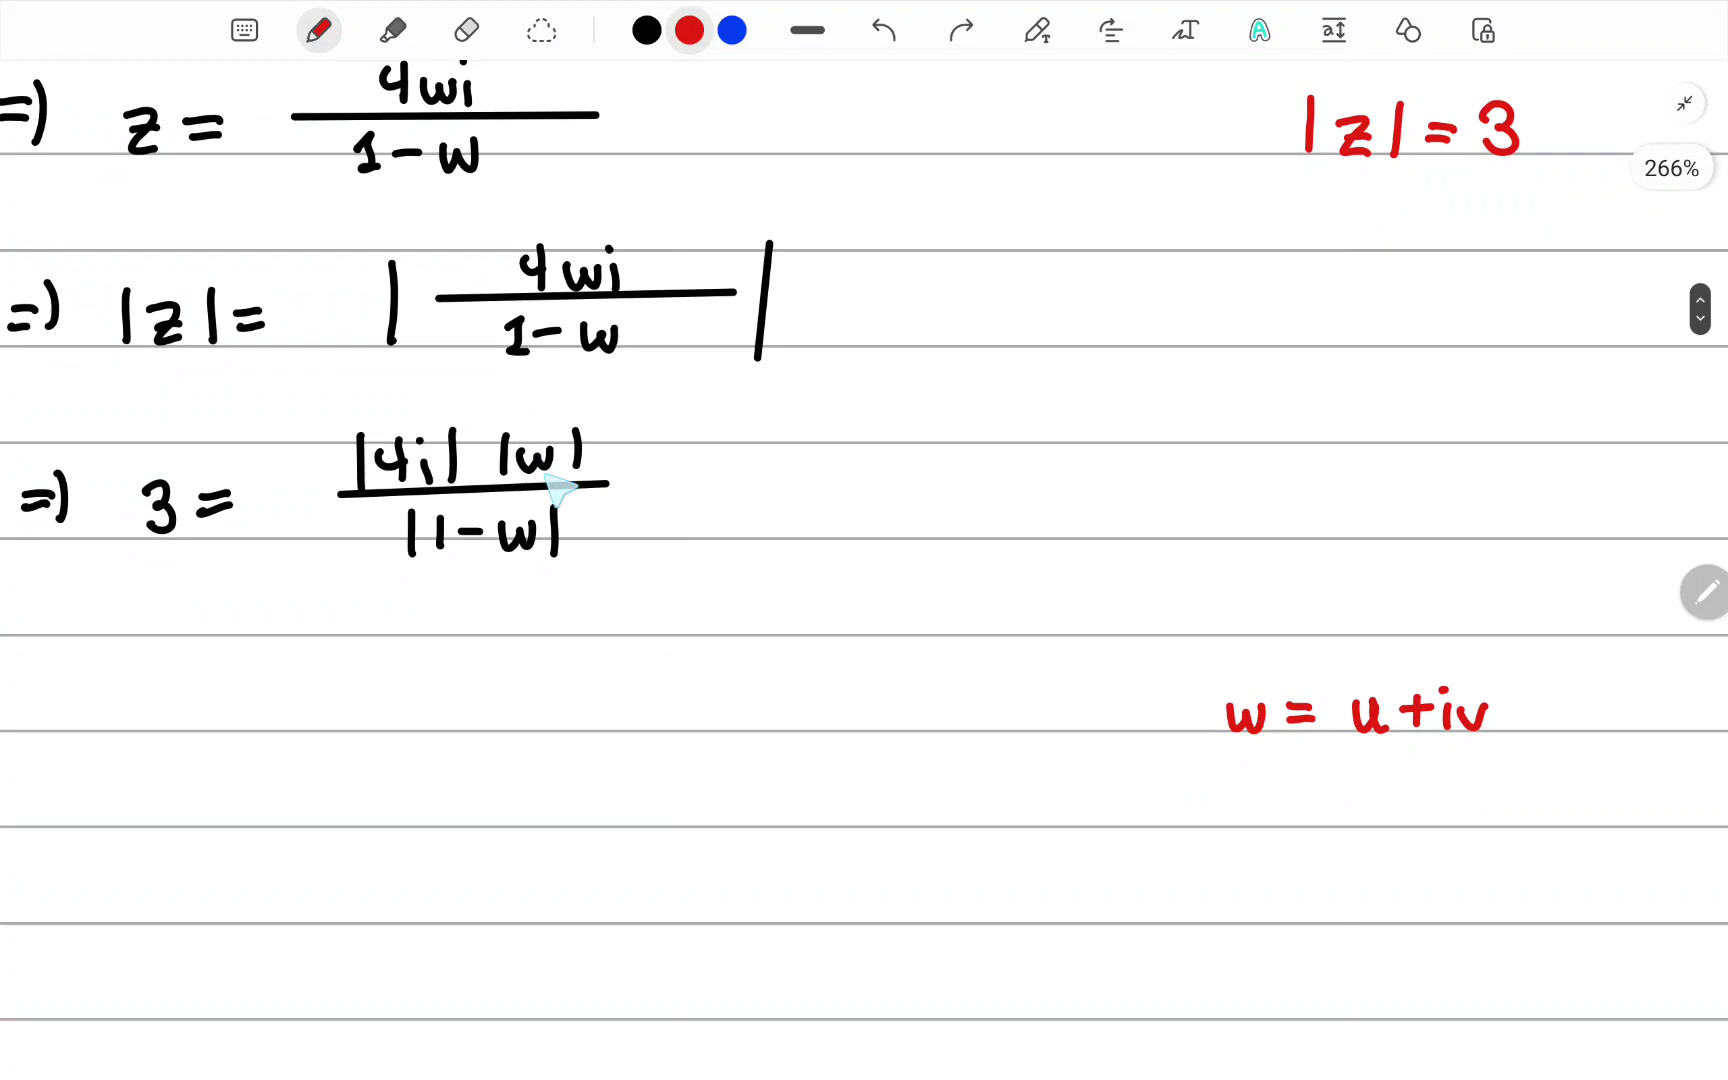 => z = 4wi / 1 - w
|z| = 3
266%
=> |z| = | 4wi / 1 - w |
=> 3 = |4i| |w| / |1 - w|
w = u + iv